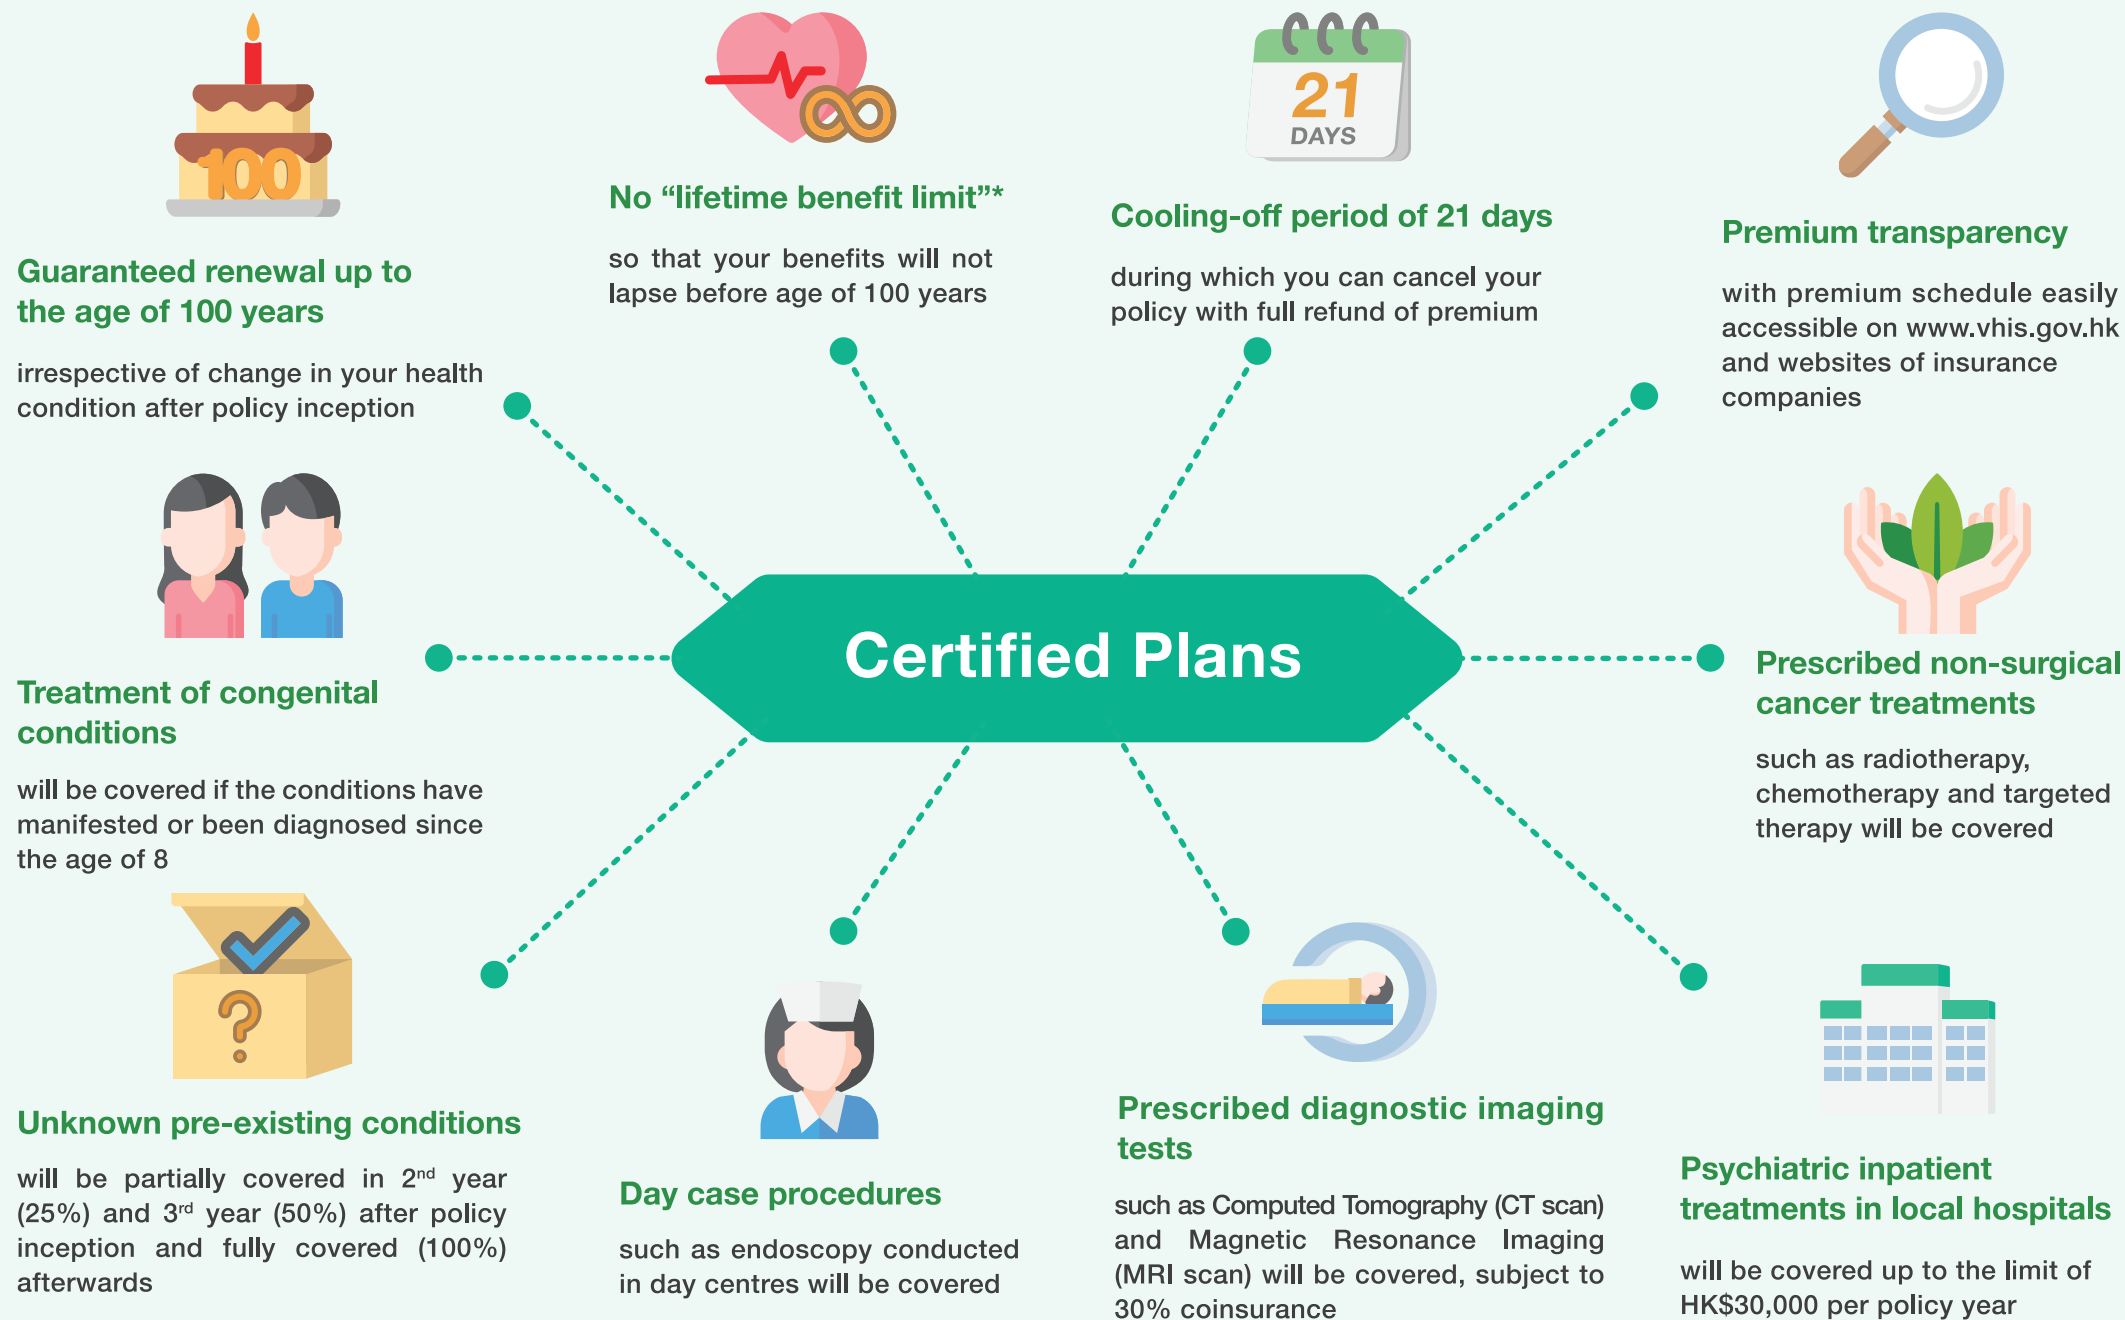 100
Guaranteed renewal up to
the age of 100 years
irrespective of change in your health
condition after policy inception
No “lifetime benefit limit”*
so that your benefits will not
lapse before age of 100 years
21
DAYS
Cooling-off period of 21 days
during which you can cancel your
policy with full refund of premium
Premium transparency
with premium schedule easily
accessible on www.vhis.gov.hk
and websites of insurance
companies
Certified Plans
Treatment of congenital
conditions
will be covered if the conditions have
manifested or been diagnosed since
the age of 8
Prescribed non-surgical
cancer treatments
such as radiotherapy,
chemotherapy and targeted
therapy will be covered
?
Unknown pre-existing conditions
will be partially covered in 2nd year
(25%) and 3rd year (50%) after policy
inception and fully covered (100%)
afterwards
Day case procedures
such as endoscopy conducted
in day centres will be covered
Prescribed diagnostic imaging
tests
such as Computed Tomography (CT scan)
and Magnetic Resonance Imaging
(MRI scan) will be covered, subject to
30% coinsurance
Psychiatric inpatient
treatments in local hospitals
will be covered up to the limit of
HK$30,000 per policy year